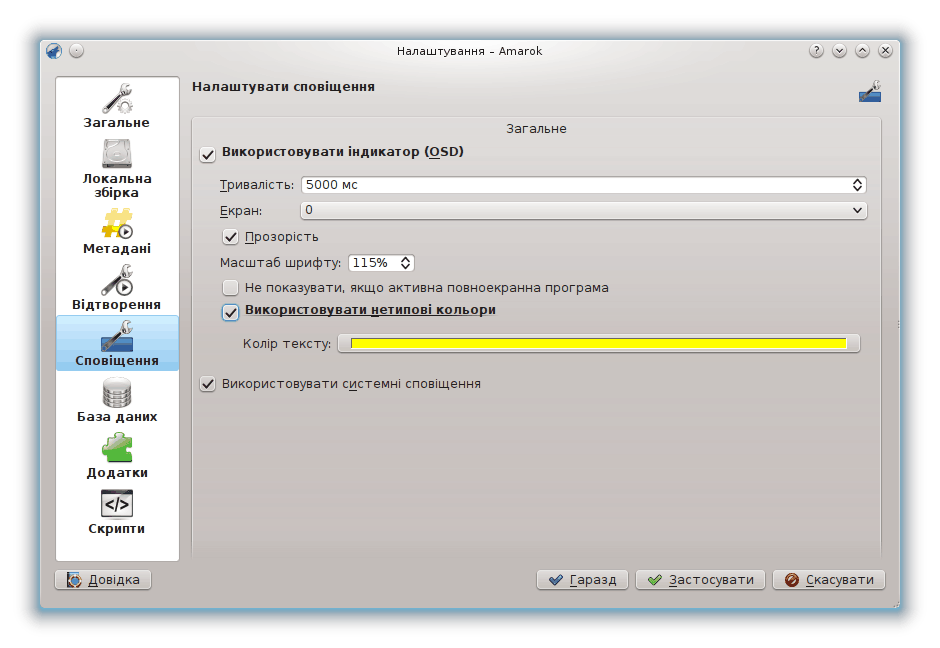 Налаштування – Amarok
Загальне
Локальна
збірка
Метадані
Відтворення
Сповіщення
База даних
Додатки
Скрипти
Налаштувати сповіщення
Загальне
Використовувати індикатор (OSD)
Тривалість: 5000 мс
Екран: 0
Прозорість
Масштаб шрифту: 115%
Не показувати, якщо активна повноекранна програма
Використовувати нетипові кольори
Колір тексту:
Використовувати системні сповіщення
Довідка Гаразд Застосувати Скасувати